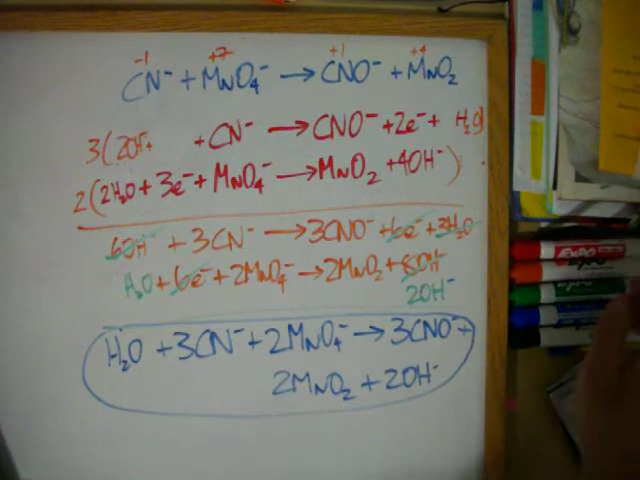 -1 +7 +1 +4
CN⁻ + MnO₄⁻ → CNO⁻ + MnO₂
3(2OH⁻ + CN⁻ → CNO⁻ + 2e⁻ + H₂O)
2(2H₂O + 3e⁻ + MnO₄⁻ → MnO₂ + 4OH⁻)
6OH⁻ + 3CN⁻ → 3CNO⁻ + 6e⁻ + 3H₂O
H₂O + 6e⁻ + 2MnO₄⁻ → 2MnO₂ + 8OH⁻
2OH⁻
H₂O + 3CN⁻ + 2MnO₄⁻ → 3CNO⁻ +
2MnO₂ + 2OH⁻
EXPO